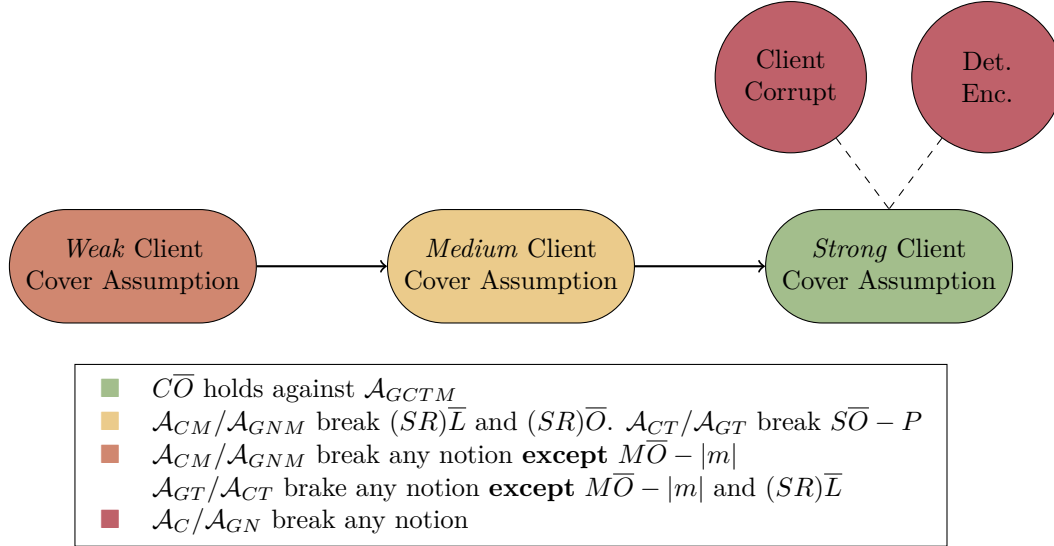 Client
Corrupt
Det.
Enc.
Weak Client
Cover Assumption
Medium Client
Cover Assumption
Strong Client
Cover Assumption
$C\overline{O}$ holds against $\mathcal{A}_{GCTM}$
$\mathcal{A}_{CM}/\mathcal{A}_{GNM}$ break $(SR)\overline{L}$ and $(SR)\overline{O}$. $\mathcal{A}_{CT}/\mathcal{A}_{GT}$ break $S\overline{O} - P$
$\mathcal{A}_{CM}/\mathcal{A}_{GNM}$ break any notion except $M\overline{O} - |m|$
$\mathcal{A}_{GT}/\mathcal{A}_{CT}$ brake any notion except $M\overline{O} - |m|$ and $(SR)\overline{L}$
$\mathcal{A}_{C}/\mathcal{A}_{GN}$ break any notion